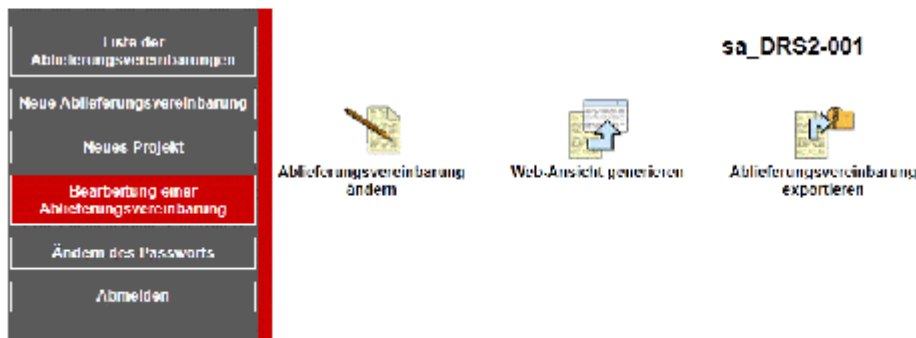 Liste der
Ablieferungsvereinbarungen
Neue Ablieferungsvereinbarung
Neues Projekt
Bearbeitung einer
Ablieferungsvereinbarung
Ändern des Passworts
Abmelden
sa_DRS2-001
Ablieferungsvereinbarung
ändern
Web-Ansicht generieren
Ablieferungsvereinbarung
exportieren